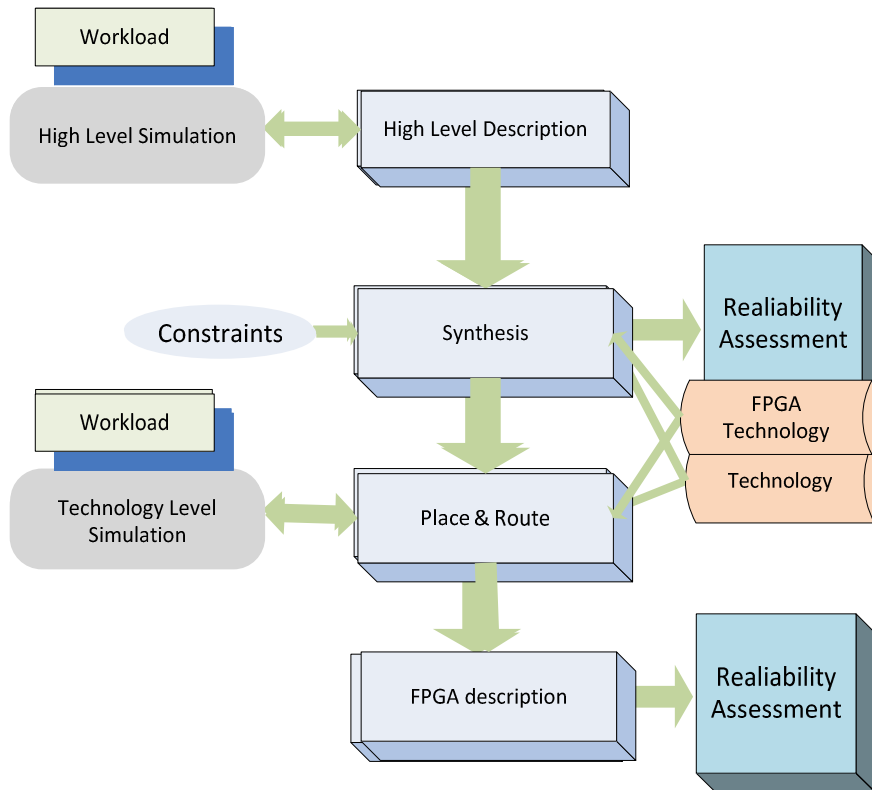 Workload
High Level Simulation
High Level Description
Constraints
Synthesis
Realiability
Assessment
FPGA
Technology
Technology
Workload
Technology Level
Simulation
Place & Route
FPGA description
Realiability
Assessment